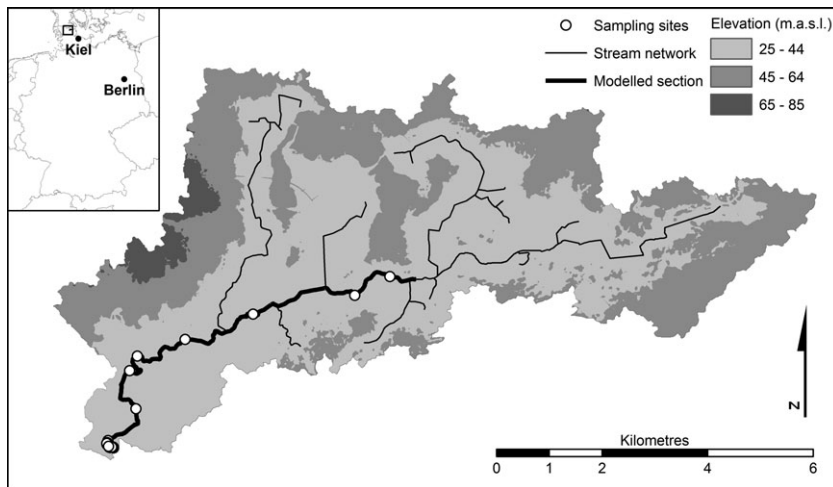 Kiel
Berlin
Sampling sites
Stream network
Modelled section
Elevation (m.a.s.l.)
25 - 44
45 - 64
65 - 85
N
Kilometres
0 1 2 4 6